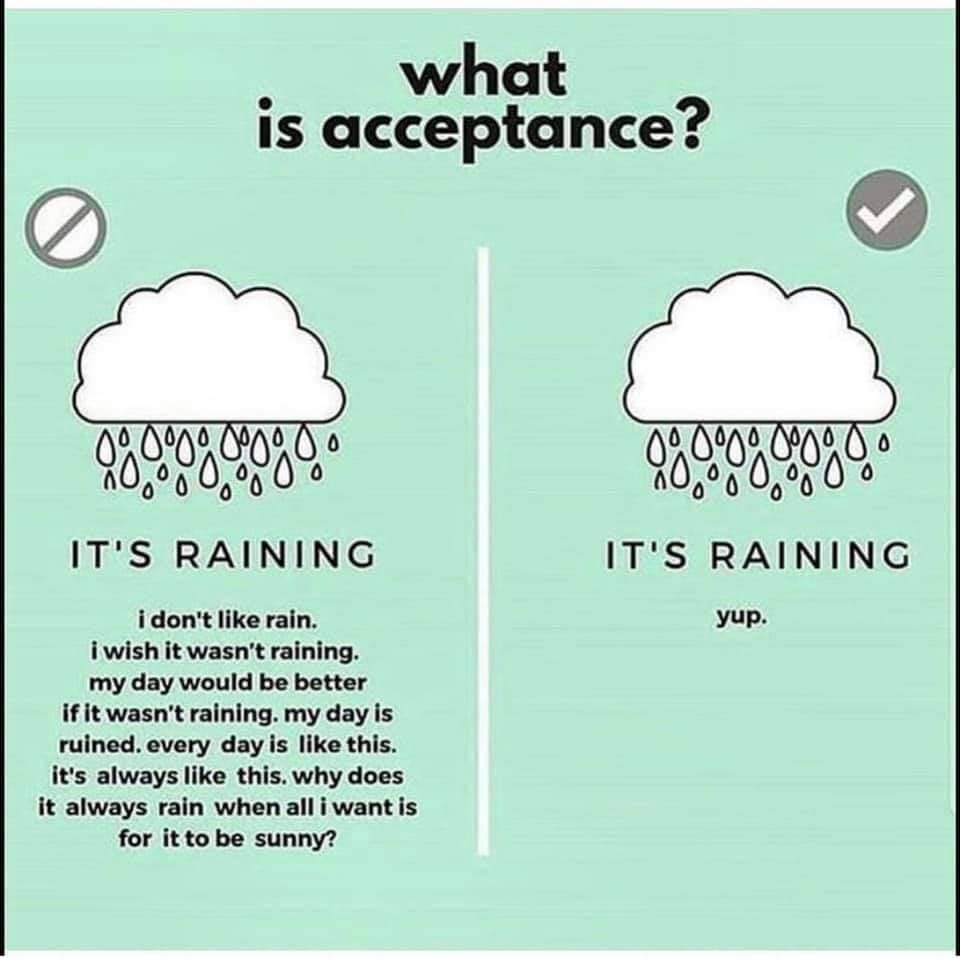 what
is acceptance?
IT'S RAINING
i don't like rain.
i wish it wasn't raining.
my day would be better
if it wasn't raining. my day is
ruined. every day is like this.
it's always like this. why does
it always rain when all i want is
for it to be sunny?
IT'S RAINING
yup.